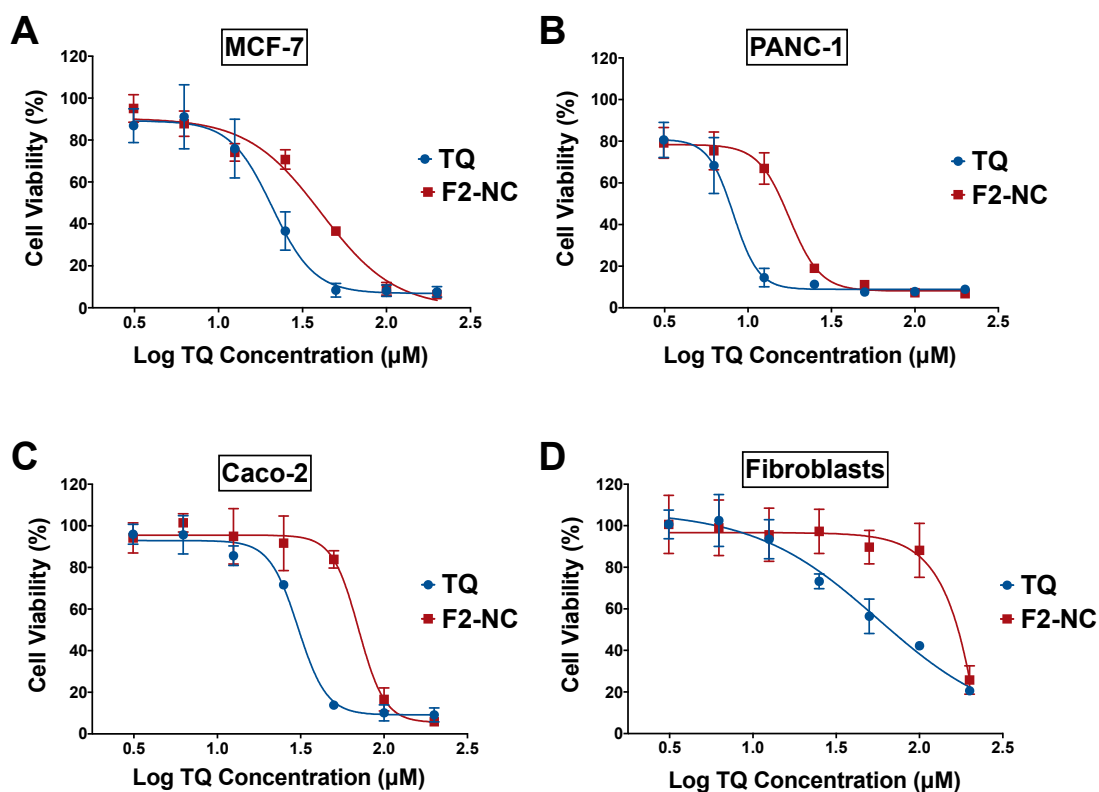 A
MCF-7
120
100
80
60
40
20
0
0.5 1.0 1.5 2.0 2.5
Cell Viability (%)
Log TQ Concentration (µM)
TQ
F2-NC
B
PANC-1
120
100
80
60
40
20
0
0.5 1.0 1.5 2.0 2.5
Cell Viability (%)
Log TQ Concentration (µM)
TQ
F2-NC
C
Caco-2
120
100
80
60
40
20
0
0.5 1.0 1.5 2.0 2.5
Cell Viability (%)
Log TQ Concentration (µM)
TQ
F2-NC
D
Fibroblasts
120
100
80
60
40
20
0
0.5 1.0 1.5 2.0 2.5
Cell Viability (%)
Log TQ Concentration (µM)
TQ
F2-NC